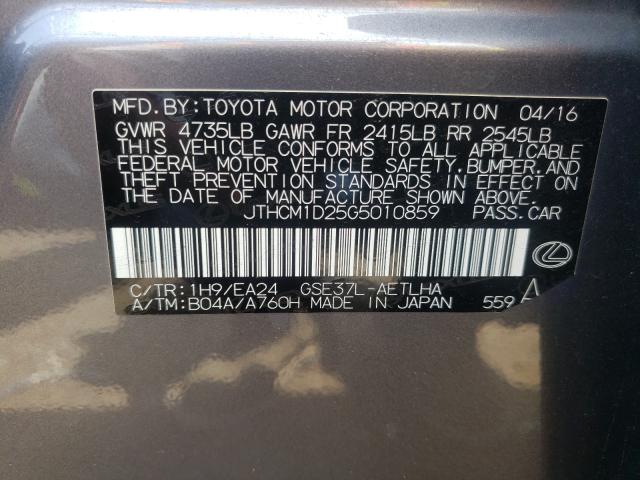 MFD.BY:TOYOTA MOTOR CORPORATION 04/16
GVWR 4735LB GAWR FR 2415LB RR 2545LB
THIS VEHICLE CONFORMS TO ALL APPLICABLE
FEDERAL MOTOR VEHICLE SAFETY,BUMPER,AND
THEFT PREVENTION STANDARDS IN EFFECT ON
THE DATE OF MANUFACTURE SHOWN ABOVE.
JTHCM1D25G5010859 PASS.CAR
C/TR:1H9/EA24 GSE37L-AETLHA
A/TM:B04A/A760H MADE IN JAPAN 559 A